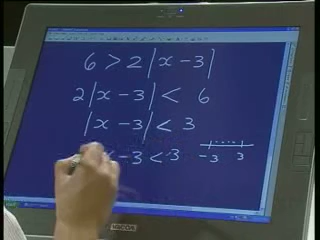 6 > 2|x - 3|
2|x - 3| < 6
|x - 3| < 3
- 3 < 3
-3 3
WACOM